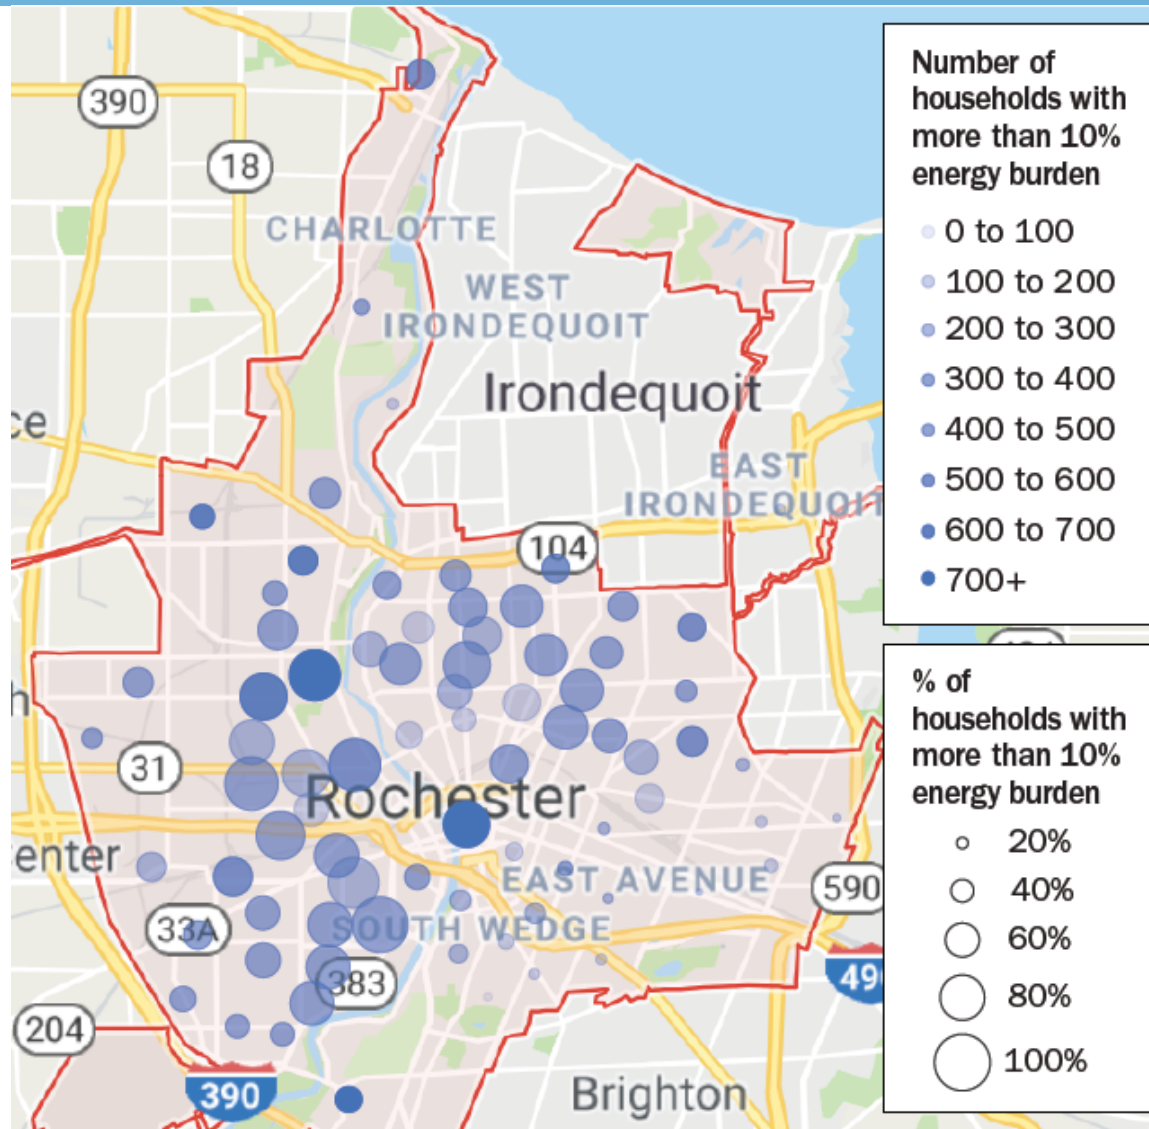 390
18
CHARLOTTE
WEST
IRONDEQUOIT
Irondequoit
ce
EAST
IRONDEQUOIT
104
31
Rochester
enter
EAST AVENUE
590
33A
SOUTH WEDGE
383
490
204
390
Brighton
Number of
households with
more than 10%
energy burden
0 to 100
100 to 200
200 to 300
300 to 400
400 to 500
500 to 600
600 to 700
700+
% of
households with
more than 10%
energy burden
20%
40%
60%
80%
100%